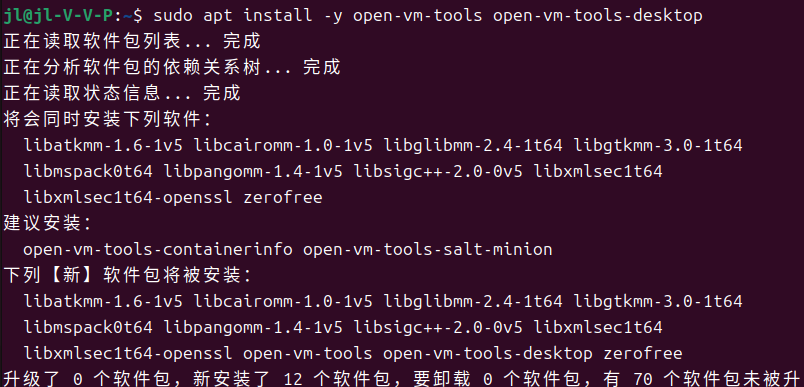 jl@jl-V-V-P:~$ sudo apt install -y open-vm-tools open-vm-tools-desktop
正在读取软件包列表... 完成
正在分析软件包的依赖关系树... 完成
正在读取状态信息... 完成
将会同时安装下列软件：
  libatkmm-1.6-1v5 libcairomm-1.0-1v5 libglibmm-2.4-1t64 libgtkmm-3.0-1t64
  libmspack0t64 libpangomm-1.4-1v5 libsigc++-2.0-0v5 libxmlsec1t64
  libxmlsec1t64-openssl zerofree
建议安装：
  open-vm-tools-containerinfo open-vm-tools-salt-minion
下列【新】软件包将被安装：
  libatkmm-1.6-1v5 libcairomm-1.0-1v5 libglibmm-2.4-1t64 libgtkmm-3.0-1t64
  libmspack0t64 libpangomm-1.4-1v5 libsigc++-2.0-0v5 libxmlsec1t64
  libxmlsec1t64-openssl open-vm-tools open-vm-tools-desktop zerofree
升级了 0 个软件包，新安装了 12 个软件包，要卸载 0 个软件包，有 70 个软件包未被升